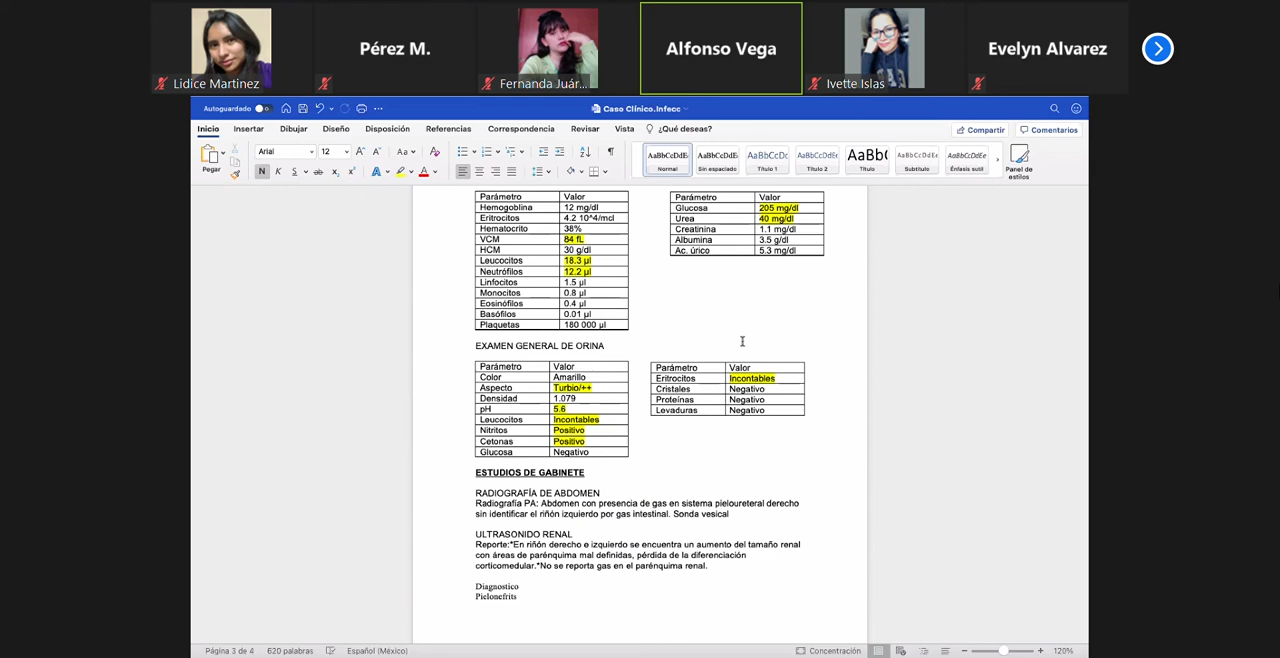 Pérez M.
Alfonso Vega
Evelyn Alvarez
Lidice Martinez
Fernanda Juár...
Ivette Islas
Autoguardado
Caso Clínico.Infecc
Inicio Insertar Dibujar Diseño Disposición Referencias Correspondencia Revisar Vista ¿Qué deseas? Compartir Comentarios
Pegar
Arial 12
AaBbCcDdE AaBbCcDdE AaBbCcDc AaBbCcDdE AaBb( AaBbCcDdE AaBbCcDdE
Normal Sin espaciado Título 1 Título 2 Título Subtítulo Énfasis sutil
Panel de estilos
Parámetro Valor
Hemogoblina 12 mg/dl
Eritrocitos 4.2 10^4/mcl
Hematocrito 38%
VCM 84 fL
HCM 30 g/dl
Leucocitos 18.3 µl
Neutrófilos 12.2 µl
Linfocitos 1.5 µl
Monocitos 0.8 µl
Eosinófilos 0.4 µl
Basófilos 0.01 µl
Plaquetas 180 000 µl
Parámetro Valor
Glucosa 205 mg/dl
Urea 40 mg/dl
Creatinina 1.1 mg/dl
Albumina 3.5 g/dl
Ac. úrico 5.3 mg/dl
EXAMEN GENERAL DE ORINA
Parámetro Valor
Color Amarillo
Aspecto Turbio/++
Densidad 1.079
pH 5.6
Leucocitos Incontables
Nitritos Positivo
Cetonas Positivo
Glucosa Negativo
Parámetro Valor
Eritrocitos Incontables
Cristales Negativo
Proteínas Negativo
Levaduras Negativo
ESTUDIOS DE GABINETE
RADIOGRAFÍA DE ABDOMEN
Radiografía PA: Abdomen con presencia de gas en sistema pieloureteral derecho
sin identificar el riñón izquierdo por gas intestinal. Sonda vesical
ULTRASONIDO RENAL
Reporte:*En riñón derecho e izquierdo se encuentra un aumento del tamaño renal
con áreas de parénquima mal definidas, pérdida de la diferenciación
corticomedular.*No se reporta gas en el parénquima renal.
Diagnostico
Pielonefrits
Página 3 de 4 620 palabras Español (México) Concentración 120%